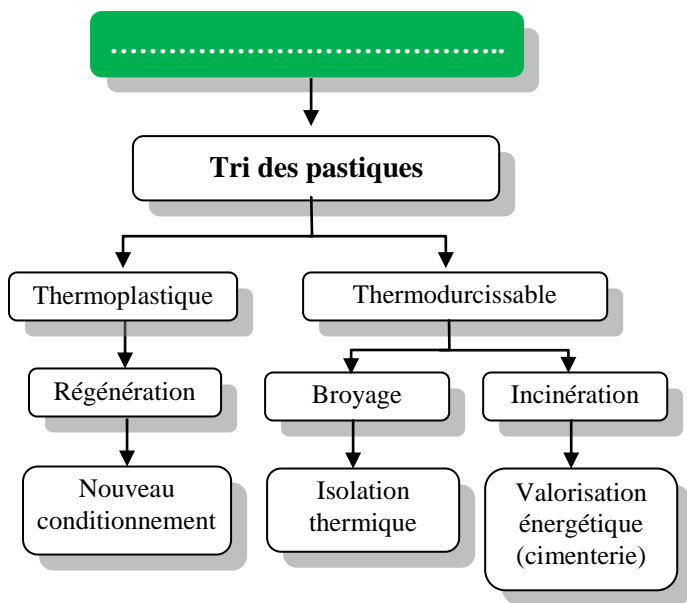 ………………………………….
Tri des pastiques
Thermoplastique
Thermodurcissable
Régénération
Broyage
Incinération
Nouveau
conditionnement
Isolation
thermique
Valorisation
énergétique
(cimenterie)